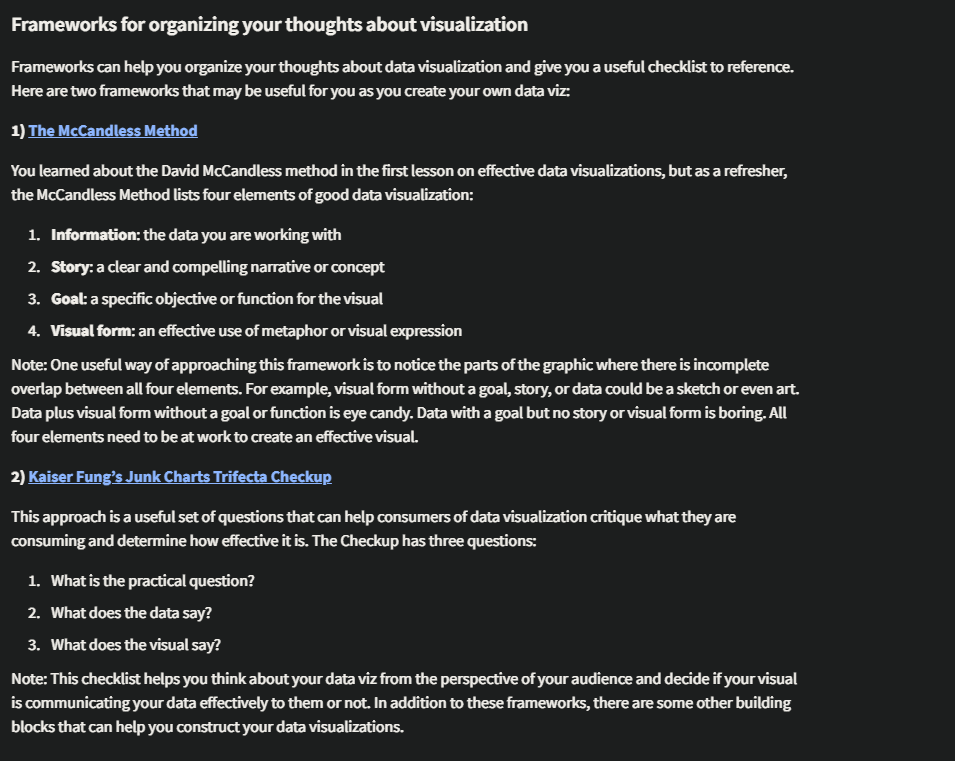 Frameworks for organizing your thoughts about visualization
Frameworks can help you organize your thoughts about data visualization and give you a useful checklist to reference.
Here are two frameworks that may be useful for you as you create your own data viz:
1) The McCandless Method
You learned about the David McCandless method in the first lesson on effective data visualizations, but as a refresher,
the McCandless Method lists four elements of good data visualization:
1. Information: the data you are working with
2. Story: a clear and compelling narrative or concept
3. Goal: a specific objective or function for the visual
4. Visual form: an effective use of metaphor or visual expression
Note: One useful way of approaching this framework is to notice the parts of the graphic where there is incomplete
overlap between all four elements. For example, visual form without a goal, story, or data could be a sketch or even art.
Data plus visual form without a goal or function is eye candy. Data with a goal but no story or visual form is boring. All
four elements need to be at work to create an effective visual.
2) Kaiser Fung’s Junk Charts Trifecta Checkup
This approach is a useful set of questions that can help consumers of data visualization critique what they are
consuming and determine how effective it is. The Checkup has three questions:
1. What is the practical question?
2. What does the data say?
3. What does the visual say?
Note: This checklist helps you think about your data viz from the perspective of your audience and decide if your visual
is communicating your data effectively to them or not. In addition to these frameworks, there are some other building
blocks that can help you construct your data visualizations.